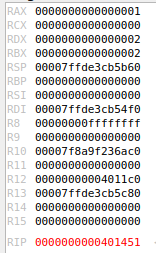 RAX 0000000000000001
RCX 0000000000000000
RDX 0000000000000002
RBX 0000000000000002
RSP 00007ffde3cb5b60
RBP 0000000000000000
RSI 0000000000000000
RDI 00007ffde3cb54f0
R8 00000000ffffffff
R9 0000000000000000
R10 00007f8a9f236ac0
R11 0000000000000000
R12 00000000004011c0
R13 00007ffde3cb5c80
R14 0000000000000000
R15 0000000000000000
RIP 0000000000401451